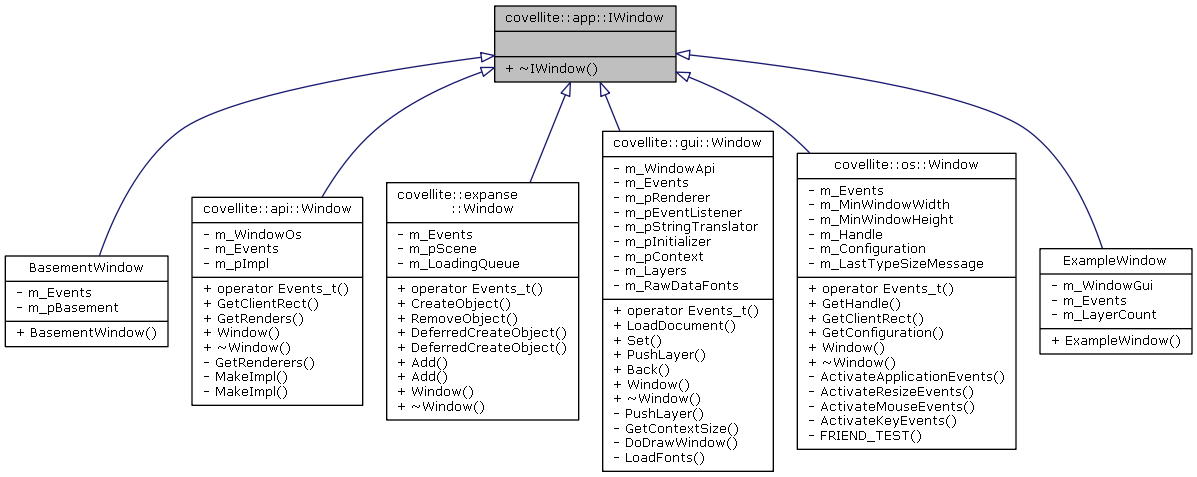 covellite::app::IWindow
+ ~IWindow()
BasementWindow
- m_Events
- m_pBasement
+ BasementWindow()
covellite::api::Window
- m_WindowOs
- m_Events
- m_pImpl
+ operator Events_t()
+ GetClientRect()
+ GetRenders()
+ Window()
+ ~Window()
- GetRenderers()
- MakeImpl()
- MakeImpl()
covellite::expanse
::Window
- m_Events
- m_pScene
- m_LoadingQueue
+ operator Events_t()
+ CreateObject()
+ RemoveObject()
+ DeferredCreateObject()
+ DeferredCreateObject()
+ Add()
+ Add()
+ Window()
+ ~Window()
covellite::gui::Window
- m_WindowApi
- m_Events
- m_pRenderer
- m_pEventListener
- m_pStringTranslator
- m_pInitializer
- m_pContext
- m_Layers
- m_RawDataFonts
+ operator Events_t()
+ LoadDocument()
+ Set()
+ PushLayer()
+ Back()
+ Window()
+ ~Window()
- PushLayer()
- GetContextSize()
- DoDrawWindow()
- LoadFonts()
covellite::os::Window
- m_Events
- m_MinWindowWidth
- m_MinWindowHeight
- m_Handle
- m_Configuration
- m_LastTypeSizeMessage
+ operator Events_t()
+ GetHandle()
+ GetClientRect()
+ GetConfiguration()
+ Window()
+ ~Window()
- ActivateApplicationEvents()
- ActivateResizeEvents()
- ActivateMouseEvents()
- ActivateKeyEvents()
- FRIEND_TEST()
ExampleWindow
- m_WindowGui
- m_Events
- m_LayerCount
+ ExampleWindow()